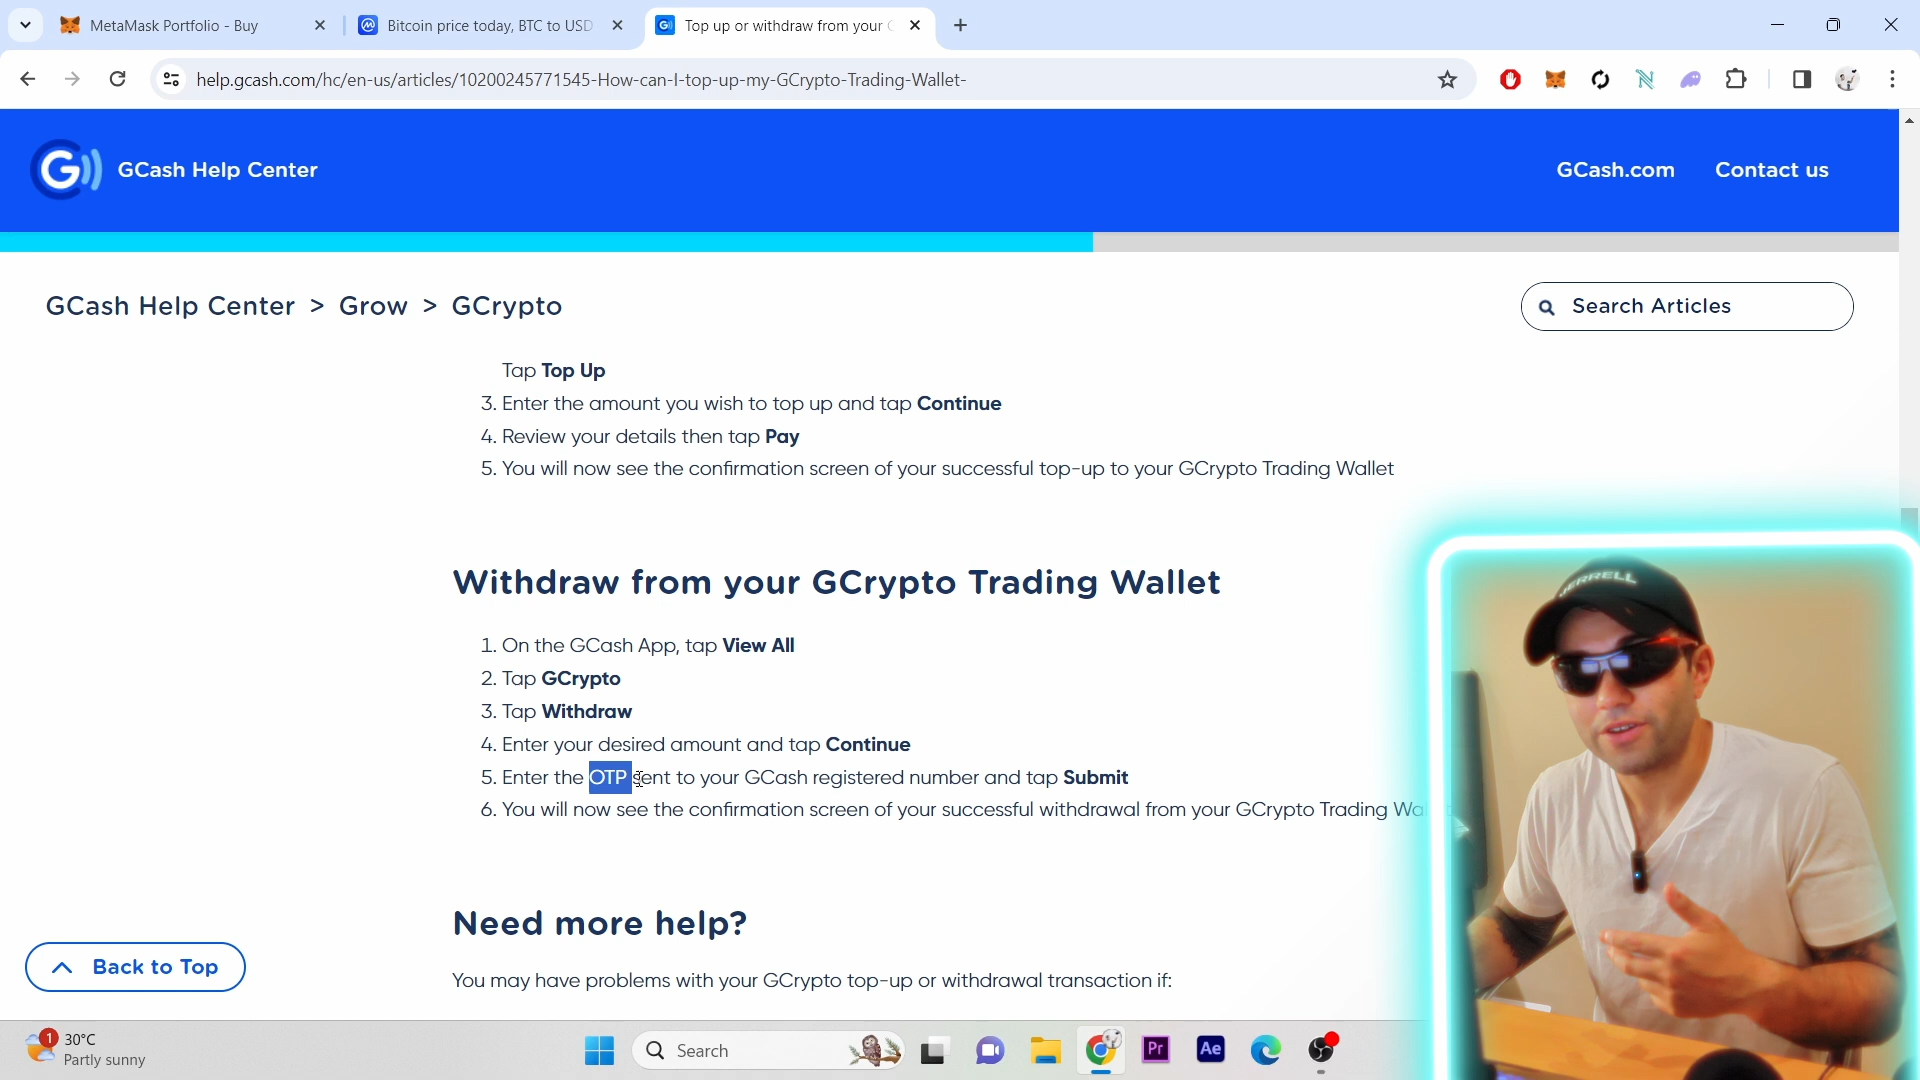 MetaMask Portfolio - Buy
Bitcoin price today, BTC to USD
Top up or withdraw from your
help.gcash.com/hc/en-us/articles/10200245771545-How-can-I-top-up-my-GCrypto-Trading-Wallet-
G
GCash Help Center
GCash.com
Contact us
GCash Help Center > Grow > GCrypto
Search Articles
Tap Top Up
3. Enter the amount you wish to top up and tap Continue
4. Review your details then tap Pay
5. You will now see the confirmation screen of your successful top-up to your GCrypto Trading Wallet
Withdraw from your GCrypto Trading Wallet
1. On the GCash App, tap View All
2. Tap GCrypto
3. Tap Withdraw
4. Enter your desired amount and tap Continue
5. Enter the OTP sent to your GCash registered number and tap Submit
6. You will now see the confirmation screen of your successful withdrawal from your GCrypto Trading
MERRELL
Need more help?
Back to Top
You may have problems with your GCrypto top-up or withdrawal transaction if:
1
30°C
Partly sunny
Search
Pr
Ae